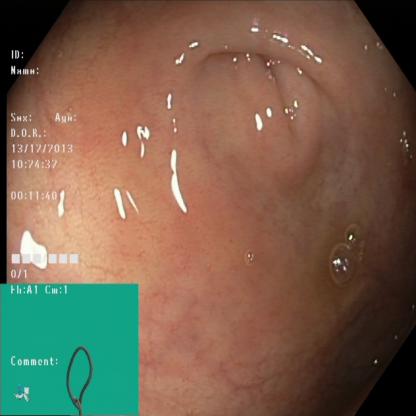 ID:
Name:
Sex: Age:
D.O.B.:
13/12/2013
10:24:32
00:11:40
0/1
Eh:A1 Cm:1
Comment: